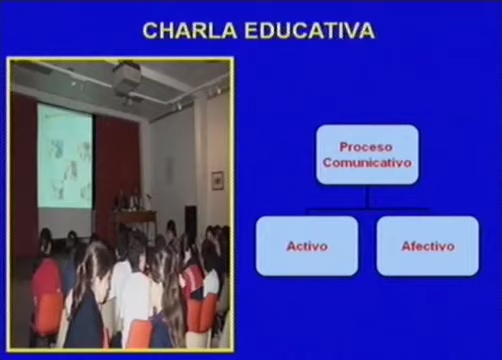 CHARLA EDUCATIVA
Proceso
Comunicativo
Activo
Afectivo